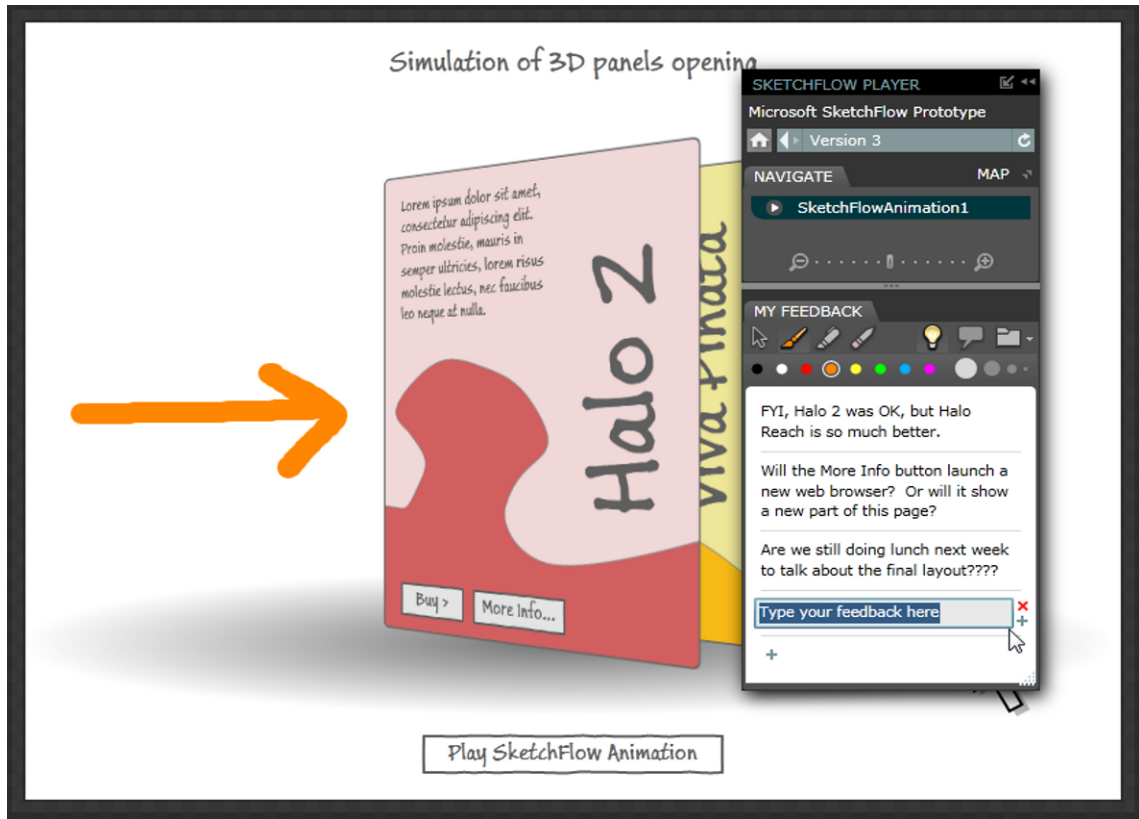 Simulation of 3D panels opening
Lorem ipsum dolor sit amet,
consectetur adipiscing elit.
Proin molestie, mauris in
semper ultricies, lorem risus
molestie lectus, nec faucibus
leo neque at nulla.
Halo 2
Viva Piñata
Buy >
More Info...
Play SketchFlow Animation
SKETCHFLOW PLAYER
Microsoft SketchFlow Prototype
Version 3
NAVIGATE
MAP
SketchFlowAnimation1
MY FEEDBACK
FYI, Halo 2 was OK, but Halo
Reach is so much better.
Will the More Info button launch a
new web browser?  Or will it show
a new part of this page?
Are we still doing lunch next week
to talk about the final layout????
Type your feedback here